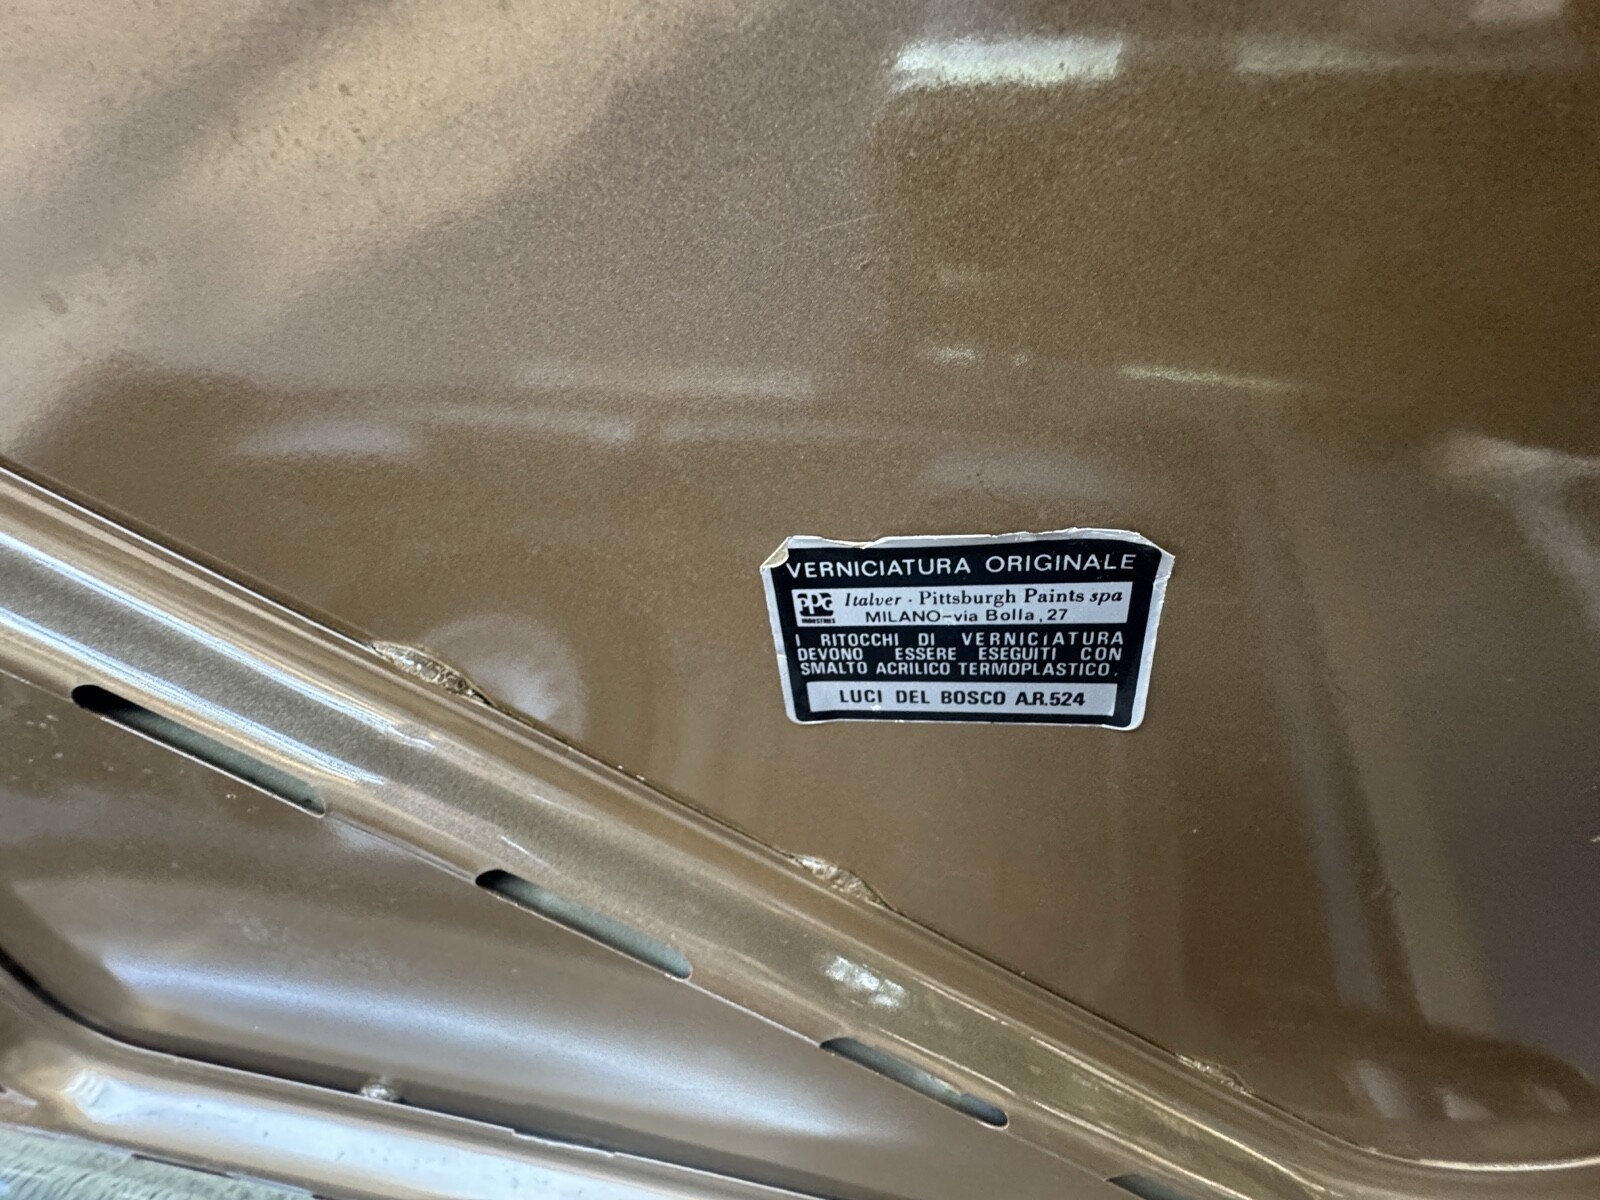 VERNICIATURA ORIGINALE
PPG INDUSTRIES Italver - Pittsburgh Paints spa
MILANO-via Bolla, 27
I RITOCCHI DI VERNICIATURA
DEVONO ESSERE ESEGUITI CON
SMALTO ACRILICO TERMOPLASTICO.
LUCI DEL BOSCO A.R.524